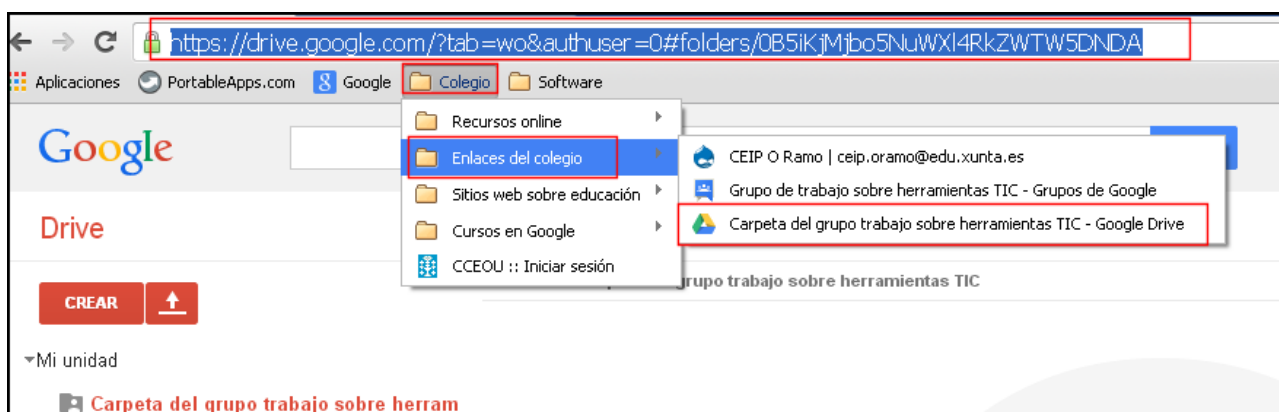 https://drive.google.com/?tab=wo&authuser=0#folders/0B5iKjMjbo5NuWXl4RkZWTW5DNDA
Aplicaciones PortableApps.com Google Colegio Software
Google
Recursos online
Enlaces del colegio
Sitios web sobre educación
Cursos en Google
CCEOU :: Iniciar sesión
CEIP O Ramo | ceip.oramo@edu.xunta.es
Grupo de trabajo sobre herramientas TIC - Grupos de Google
Carpeta del grupo trabajo sobre herramientas TIC - Google Drive
Drive
grupo trabajo sobre herramientas TIC
CREAR
Mi unidad
Carpeta del grupo trabajo sobre herram